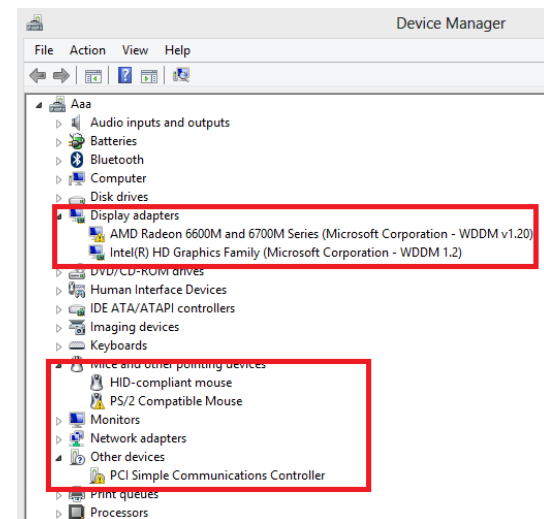 Device Manager
File Action View Help
Aaa
Audio inputs and outputs
Batteries
Bluetooth
Computer
Disk drives
Display adapters
AMD Radeon 6600M and 6700M Series (Microsoft Corporation - WDDM v1.20)
Intel(R) HD Graphics Family (Microsoft Corporation - WDDM 1.2)
DVD/CD-ROM drives
Human Interface Devices
IDE ATA/ATAPI controllers
Imaging devices
Keyboards
Mice and other pointing devices
HID-compliant mouse
PS/2 Compatible Mouse
Monitors
Network adapters
Other devices
PCI Simple Communications Controller
Print queues
Processors